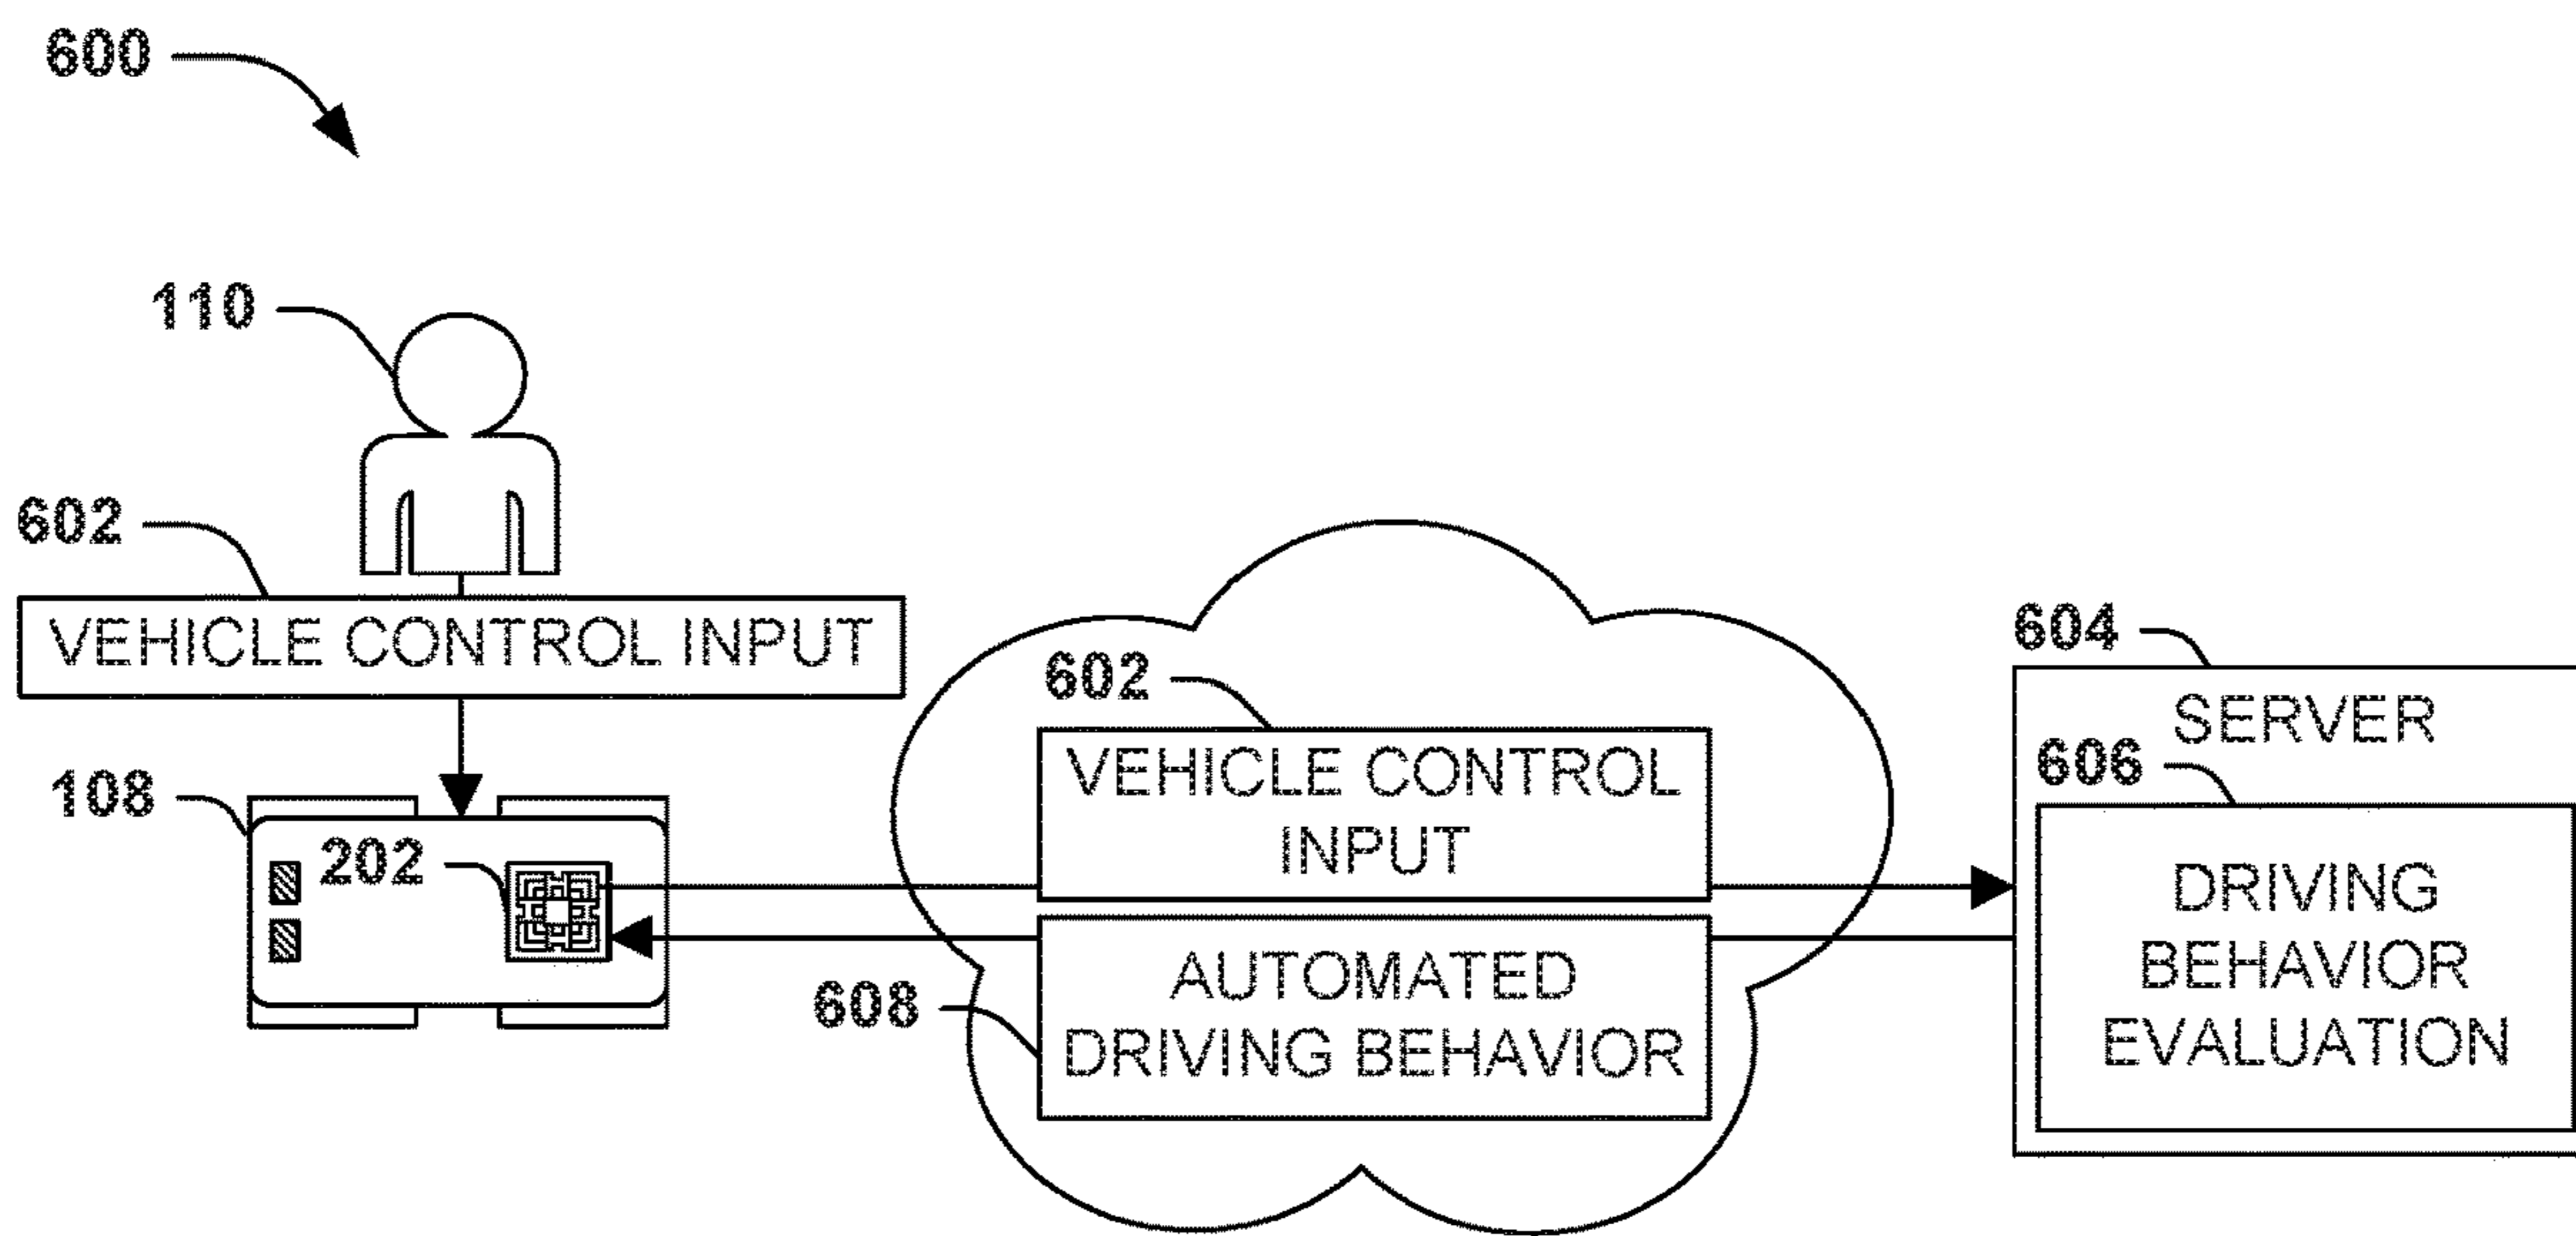 600
110
602
VEHICLE CONTROL INPUT
108
202
602
VEHICLE CONTROL
INPUT
608
AUTOMATED
DRIVING BEHAVIOR
604
SERVER
606
DRIVING
BEHAVIOR
EVALUATION